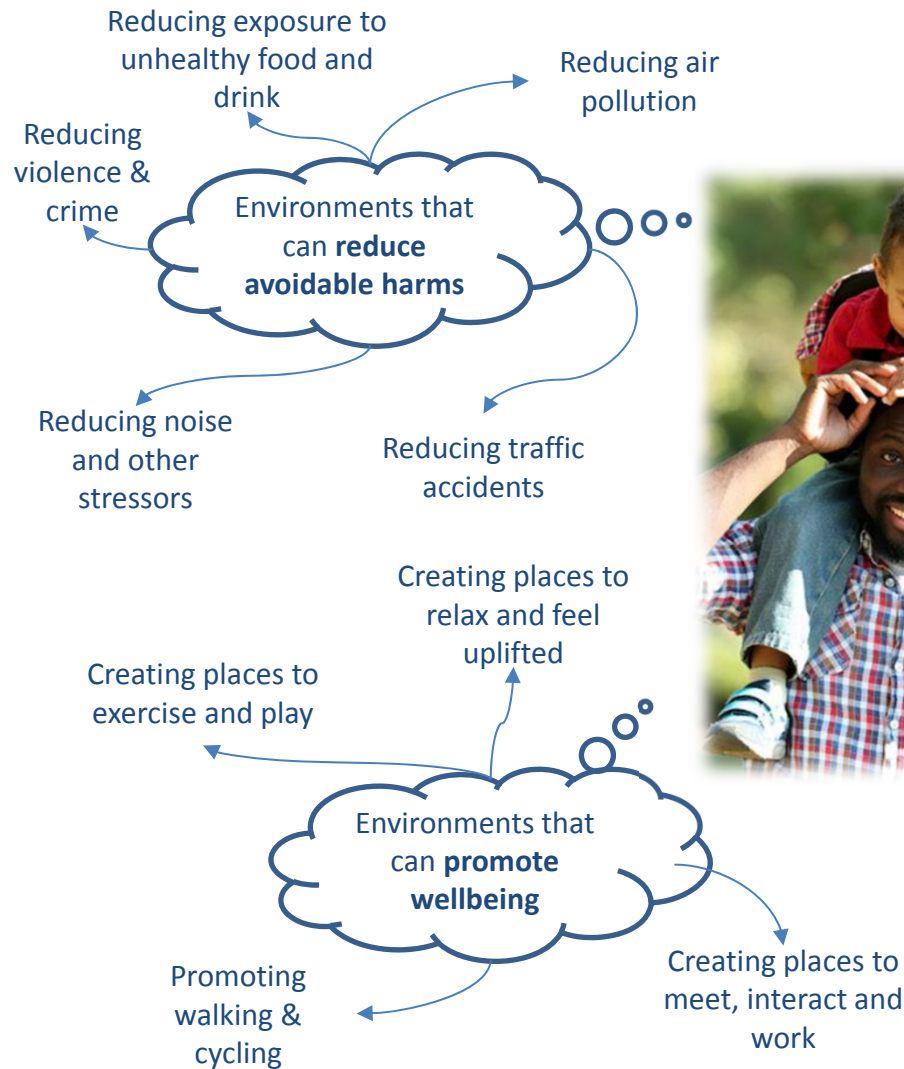 Reducing exposure to
unhealthy food and
drink
Reducing air
pollution
Reducing
violence &
crime
Environments that
can reduce
avoidable harms
Reducing noise
and other
stressors
Reducing traffic
accidents
Creating places to
relax and feel
uplifted
Creating places to
exercise and play
Environments that
can promote
wellbeing
Promoting
walking &
cycling
Creating places to
meet, interact and
work